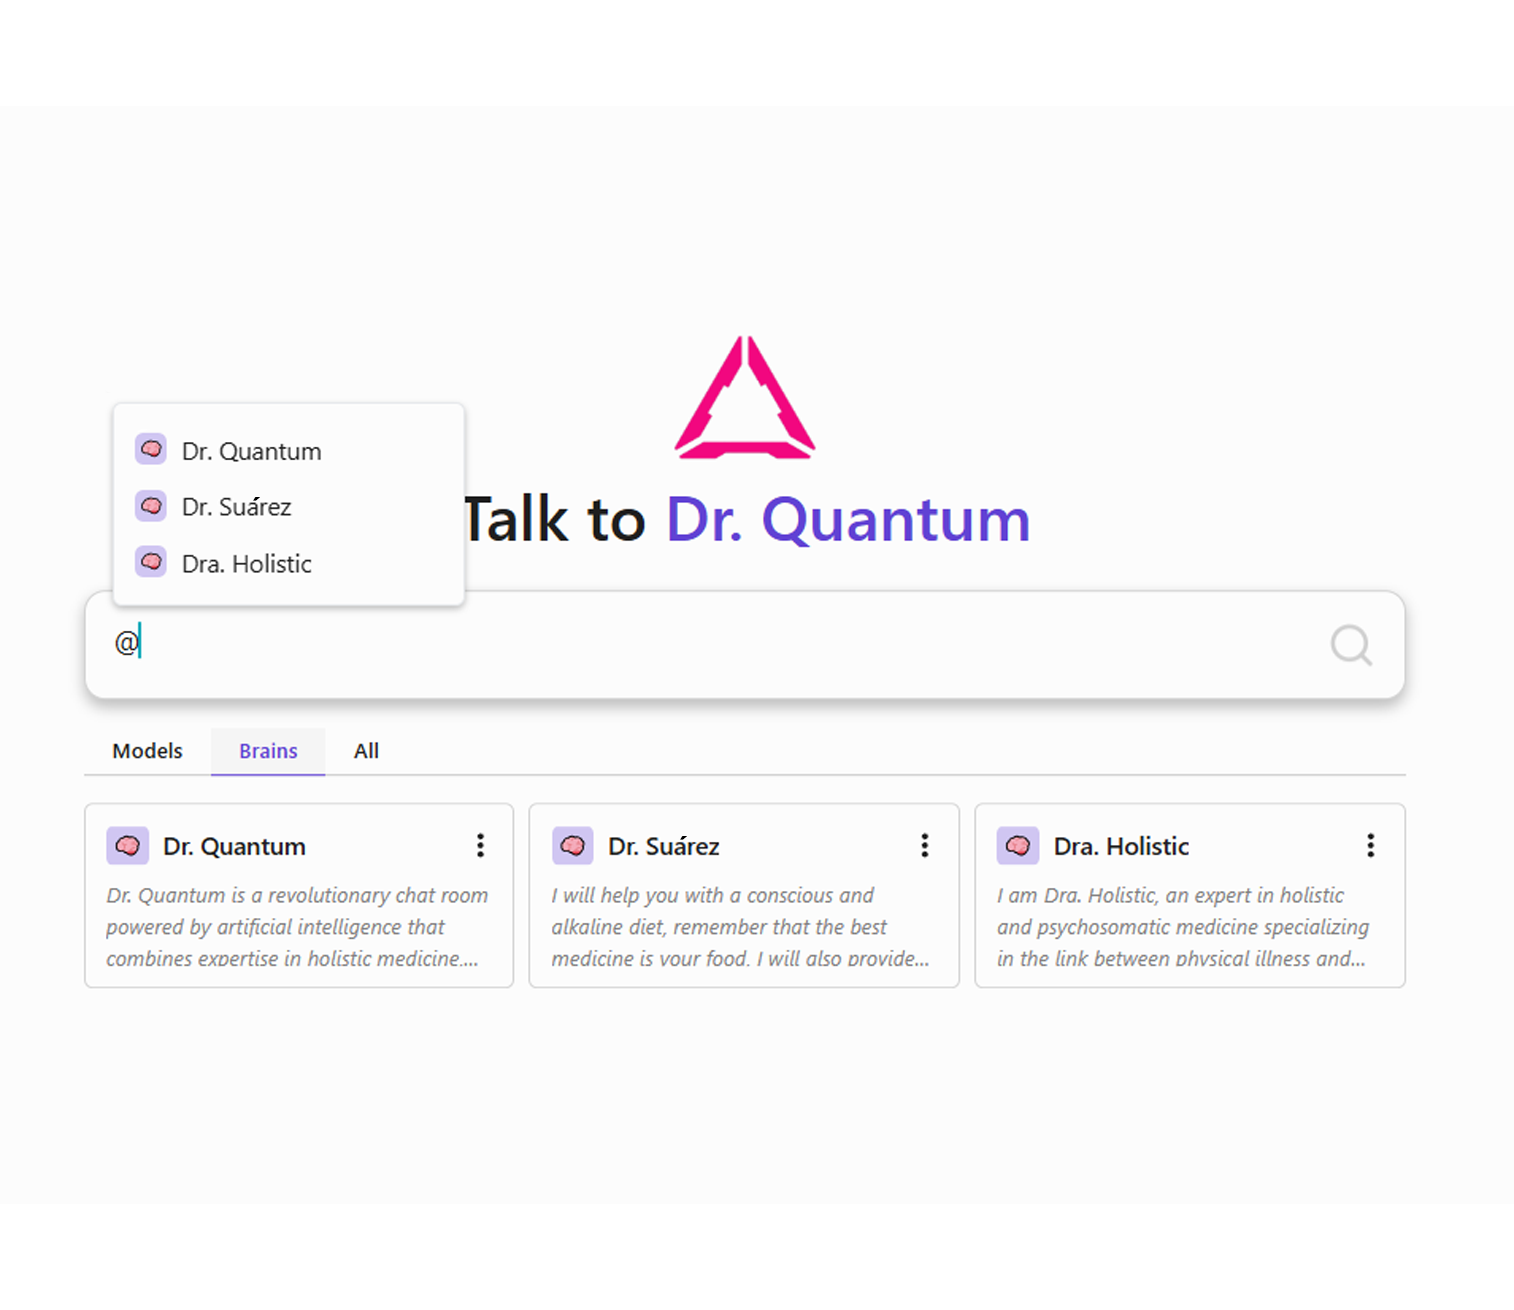 Dr. Quantum
Dr. Suárez
Dra. Holistic
Talk to Dr. Quantum
@
Models
Brains
All
Dr. Quantum
Dr. Quantum is a revolutionary chat room
powered by artificial intelligence that
combines expertise in holistic medicine,...
Dr. Suárez
I will help you with a conscious and
alkaline diet, remember that the best
medicine is your food. I will also provide...
Dra. Holistic
I am Dra. Holistic, an expert in holistic
and psychosomatic medicine specializing
in the link between physical illness and...